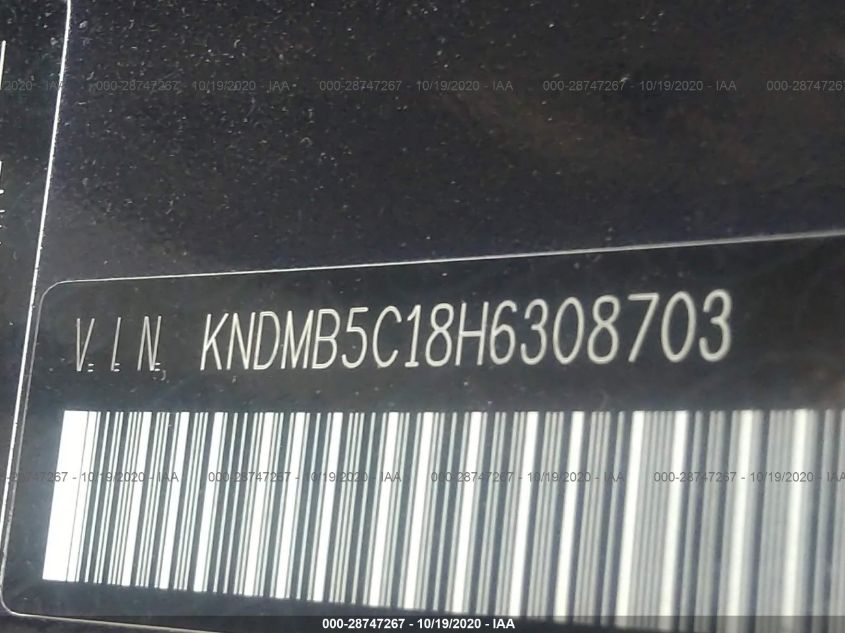 2020 - IAA 000-28747267 - 10/19/2020 - IAA 000-28747267 - 10/19/2020 - IAA 000-28747267 - 10/19/2020
V.I.N. KNDMB5C18H6308703
000-28747267 - 10/19/2020 - IAA 000-28747267 - 10/19/2020 - IAA 000-28747267 - 10/19/2020 - IAA 000-28747267 - 10/19/2020 - IAA
000-28747267 - 10/19/2020 - IAA